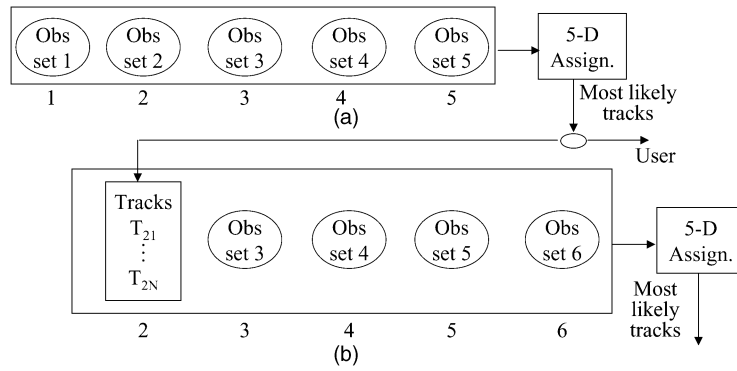 Obs set 1
Obs set 2
Obs set 3
Obs set 4
Obs set 5
5-D Assign.
1 2 3 4 5
(a)
Most likely tracks
User
Tracks
T21
⋮
T2N
Obs set 3
Obs set 4
Obs set 5
Obs set 6
5-D Assign.
2 3 4 5 6
(b)
Most likely tracks